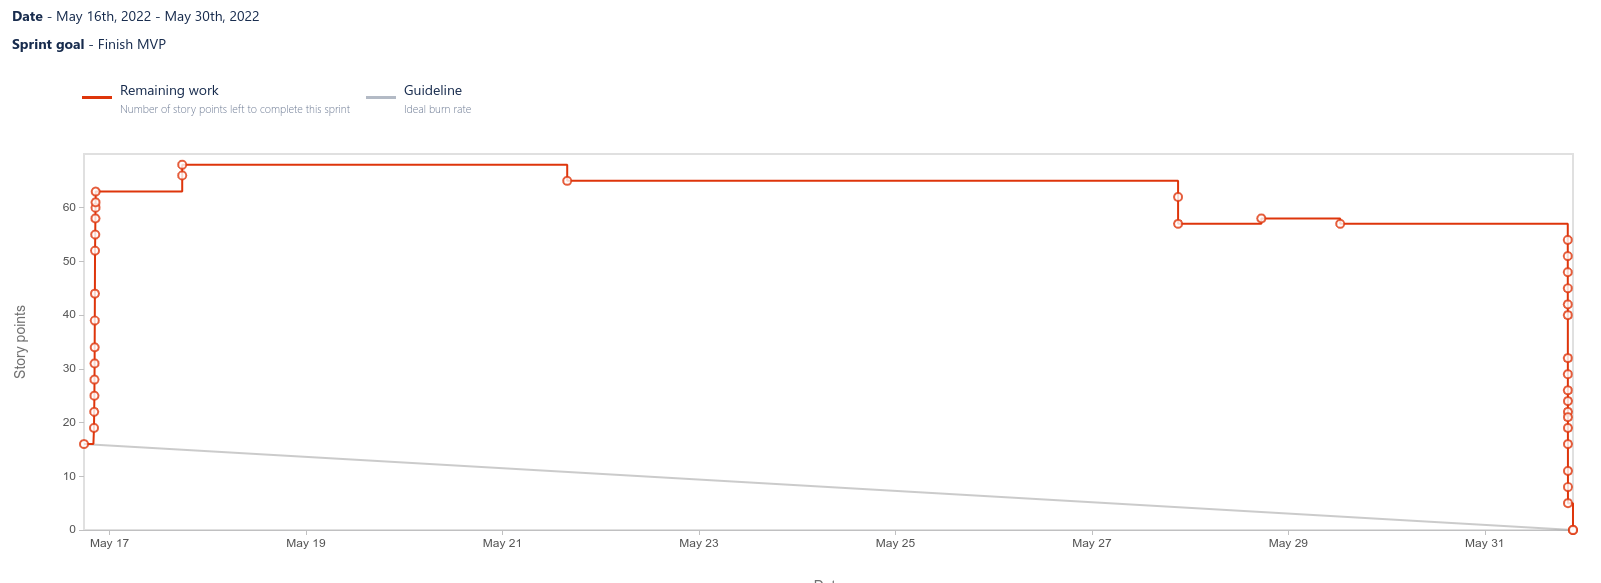 Date - May 16th, 2022 - May 30th, 2022
Sprint goal - Finish MVP
Remaining work
Number of story points left to complete this sprint
Guideline
Ideal burn rate
Story points
60
50
40
30
20
10
0
May 17 May 19 May 21 May 23 May 25 May 27 May 29 May 31